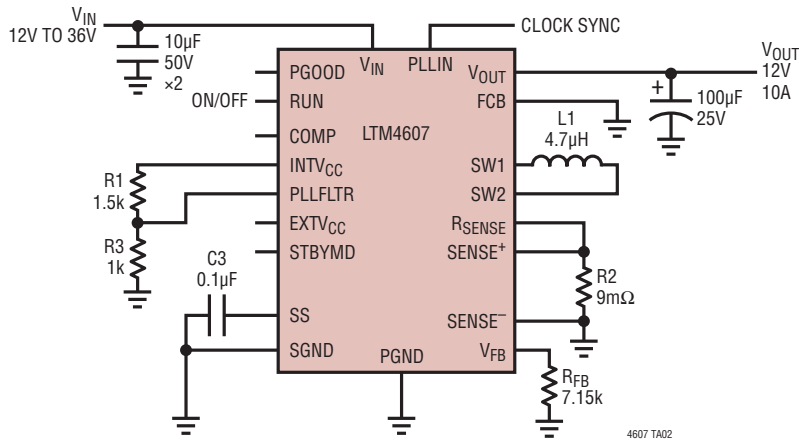 VIN
12V TO 36V
10µF
50V
×2
CLOCK SYNC
VIN
PLLIN
PGOOD
ON/OFF
RUN
COMP
LTM4607
INTVCC
PLLFLTR
EXTVCC
STBYMD
SS
SGND
PGND
VOUT
FCB
SW1
SW2
RSENSE
SENSE+
SENSE–
VFB
R1
1.5k
R3
1k
C3
0.1µF
L1
4.7µH
+
100µF
25V
VOUT
12V
10A
R2
9mΩ
RFB
7.15k
4607 TA02